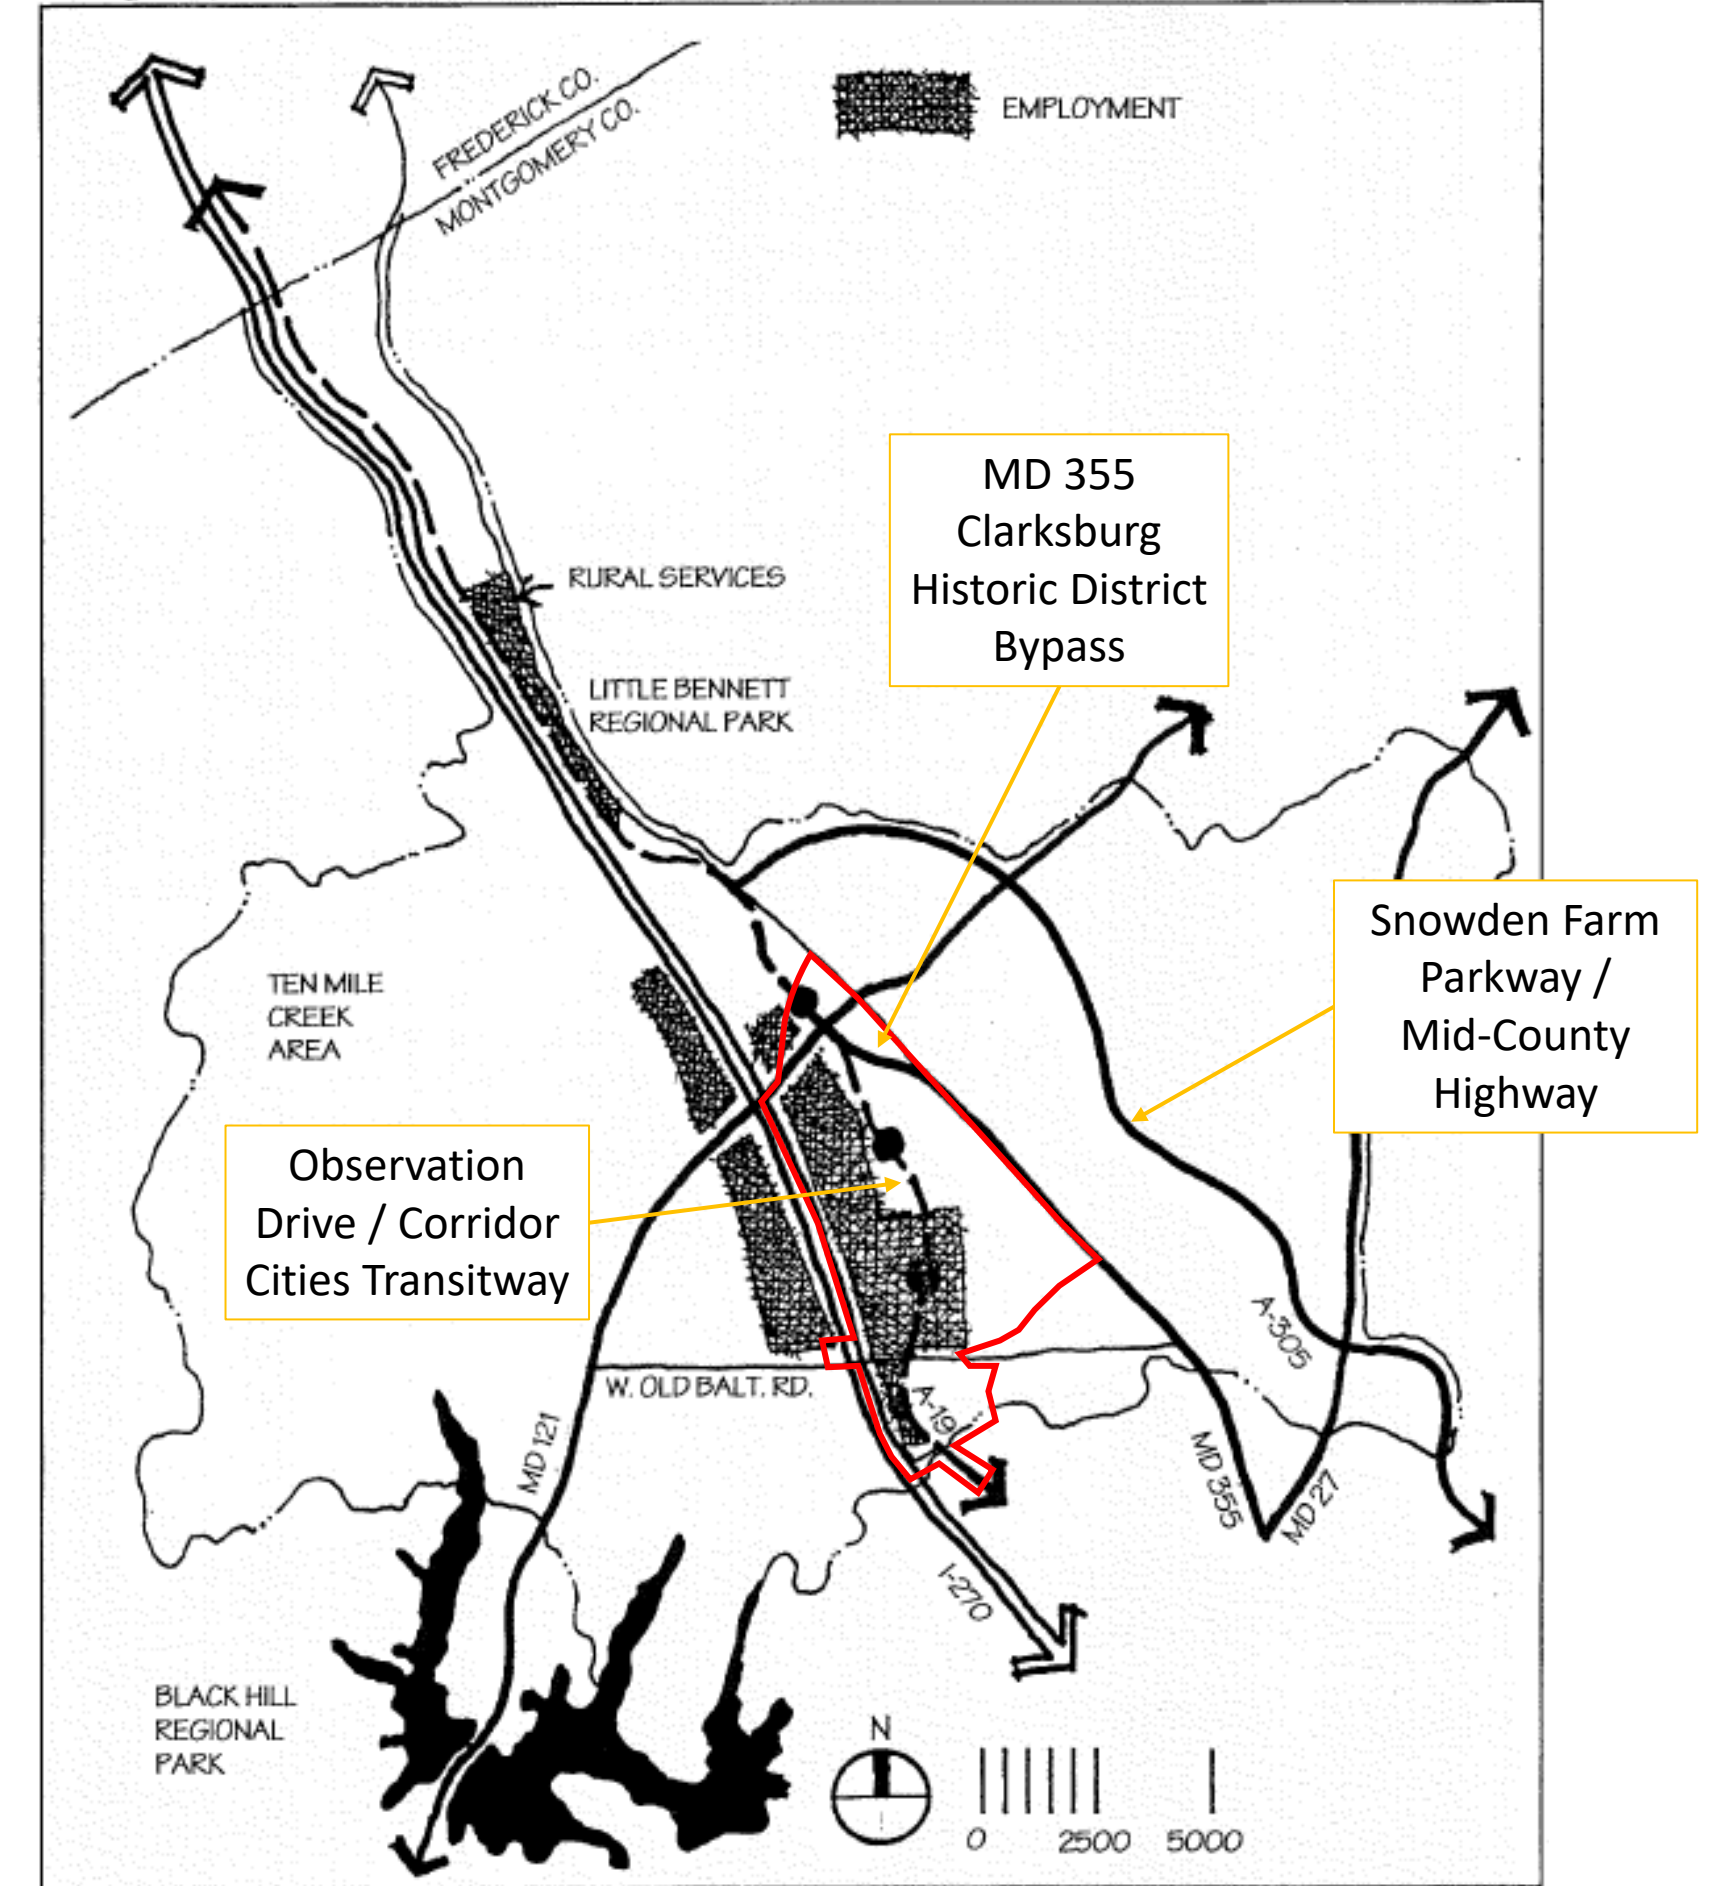 FREDERICK CO.
MONTGOMERY CO.
EMPLOYMENT
MD 355
Clarksburg
Historic District
Bypass
RURAL SERVICES
LITTLE BENNETT
REGIONAL PARK
Snowden Farm
Parkway /
Mid-County
Highway
TEN MILE
CREEK
AREA
Observation
Drive / Corridor
Cities Transitway
A-305
W. OLD BALT. RD.
A-19
MD 121
MD 355
MD 27
I-270
BLACK HILL
REGIONAL
PARK
N
0 2500 5000